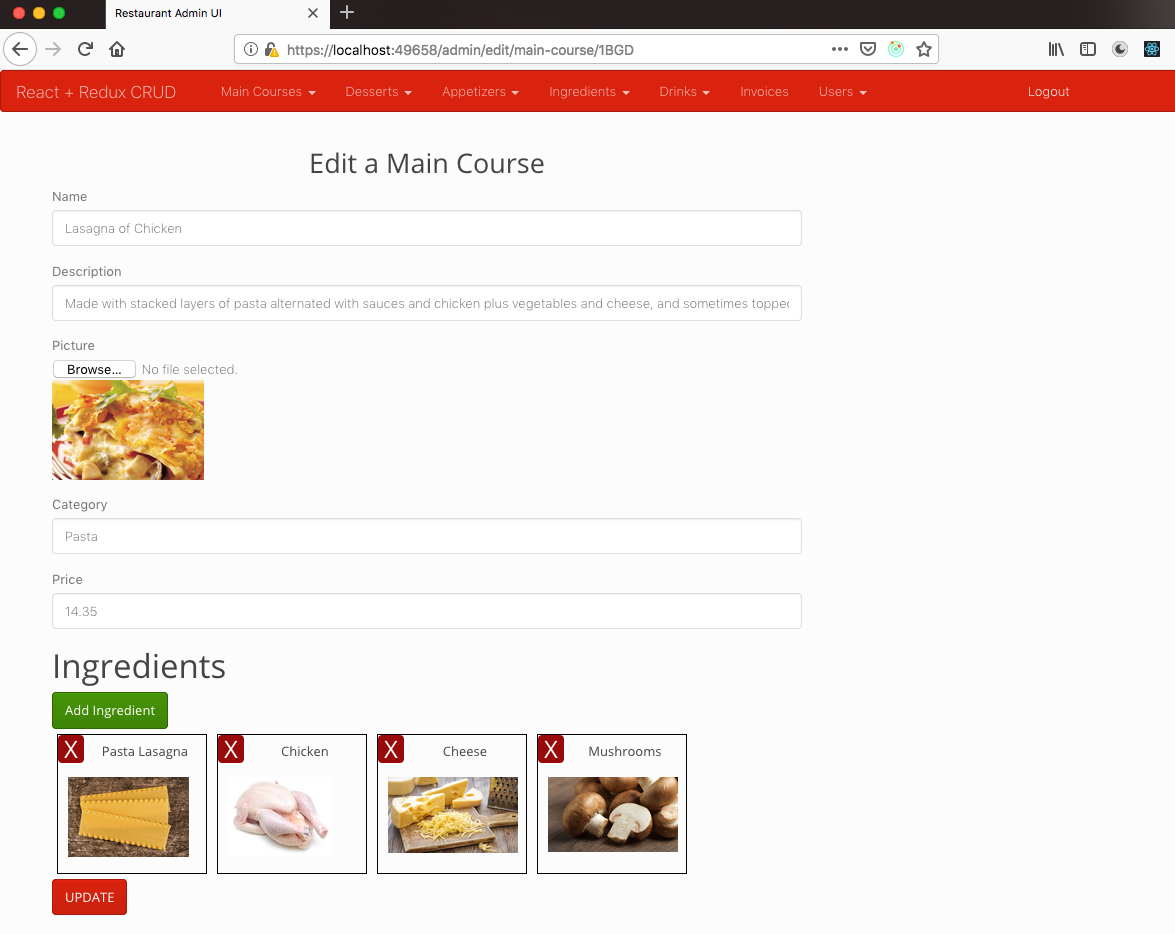 Restaurant Admin UI
https://localhost:49658/admin/edit/main-course/1BGD
React + Redux CRUD Main Courses Desserts Appetizers Ingredients Drinks Invoices Users Logout
Edit a Main Course
Name
Lasagna of Chicken
Description
Made with stacked layers of pasta alternated with sauces and chicken plus vegetables and cheese, and sometimes topped
Picture
Browse... No file selected.
Category
Pasta
Price
14.35
Ingredients
Add Ingredient
X Pasta Lasagna X Chicken X Cheese X Mushrooms
UPDATE